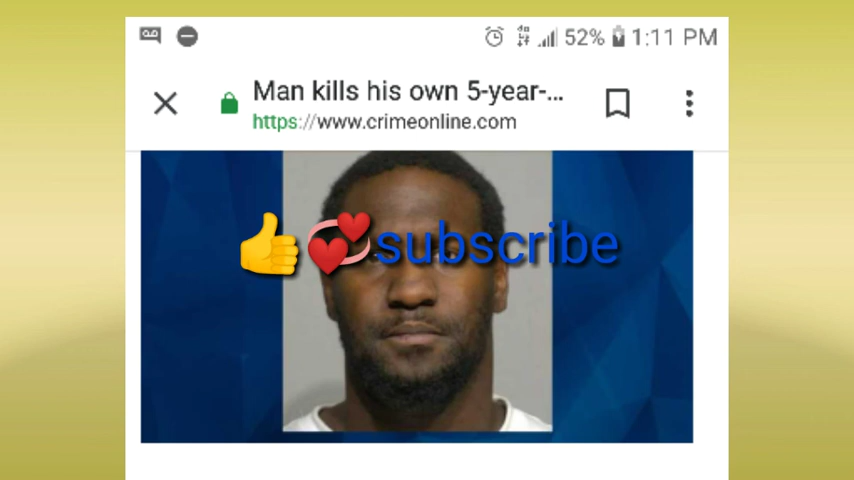 52% 1:11 PM
Man kills his own 5-year-...
https://www.crimeonline.com
subscribe